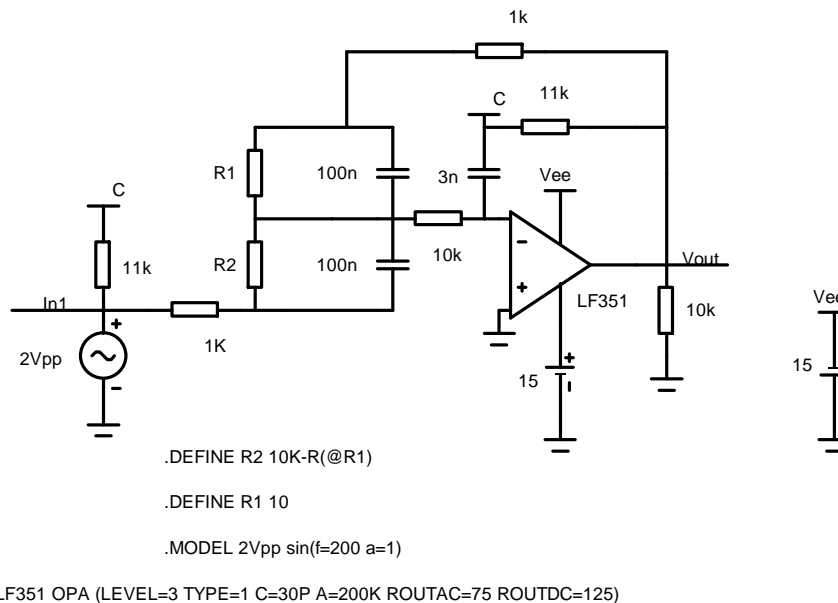 1k
C
11k
R1
100n
3n
Vee
C
10k
11k
R2
100n
In1
Vout
LF351
10k
Vee
1K
2Vpp
15
15
.DEFINE R2 10K-R(@R1)
.DEFINE R1 10
.MODEL 2Vpp sin(f=200 a=1)
LF351 OPA (LEVEL=3 TYPE=1 C=30P A=200K ROUTAC=75 ROUTDC=125)